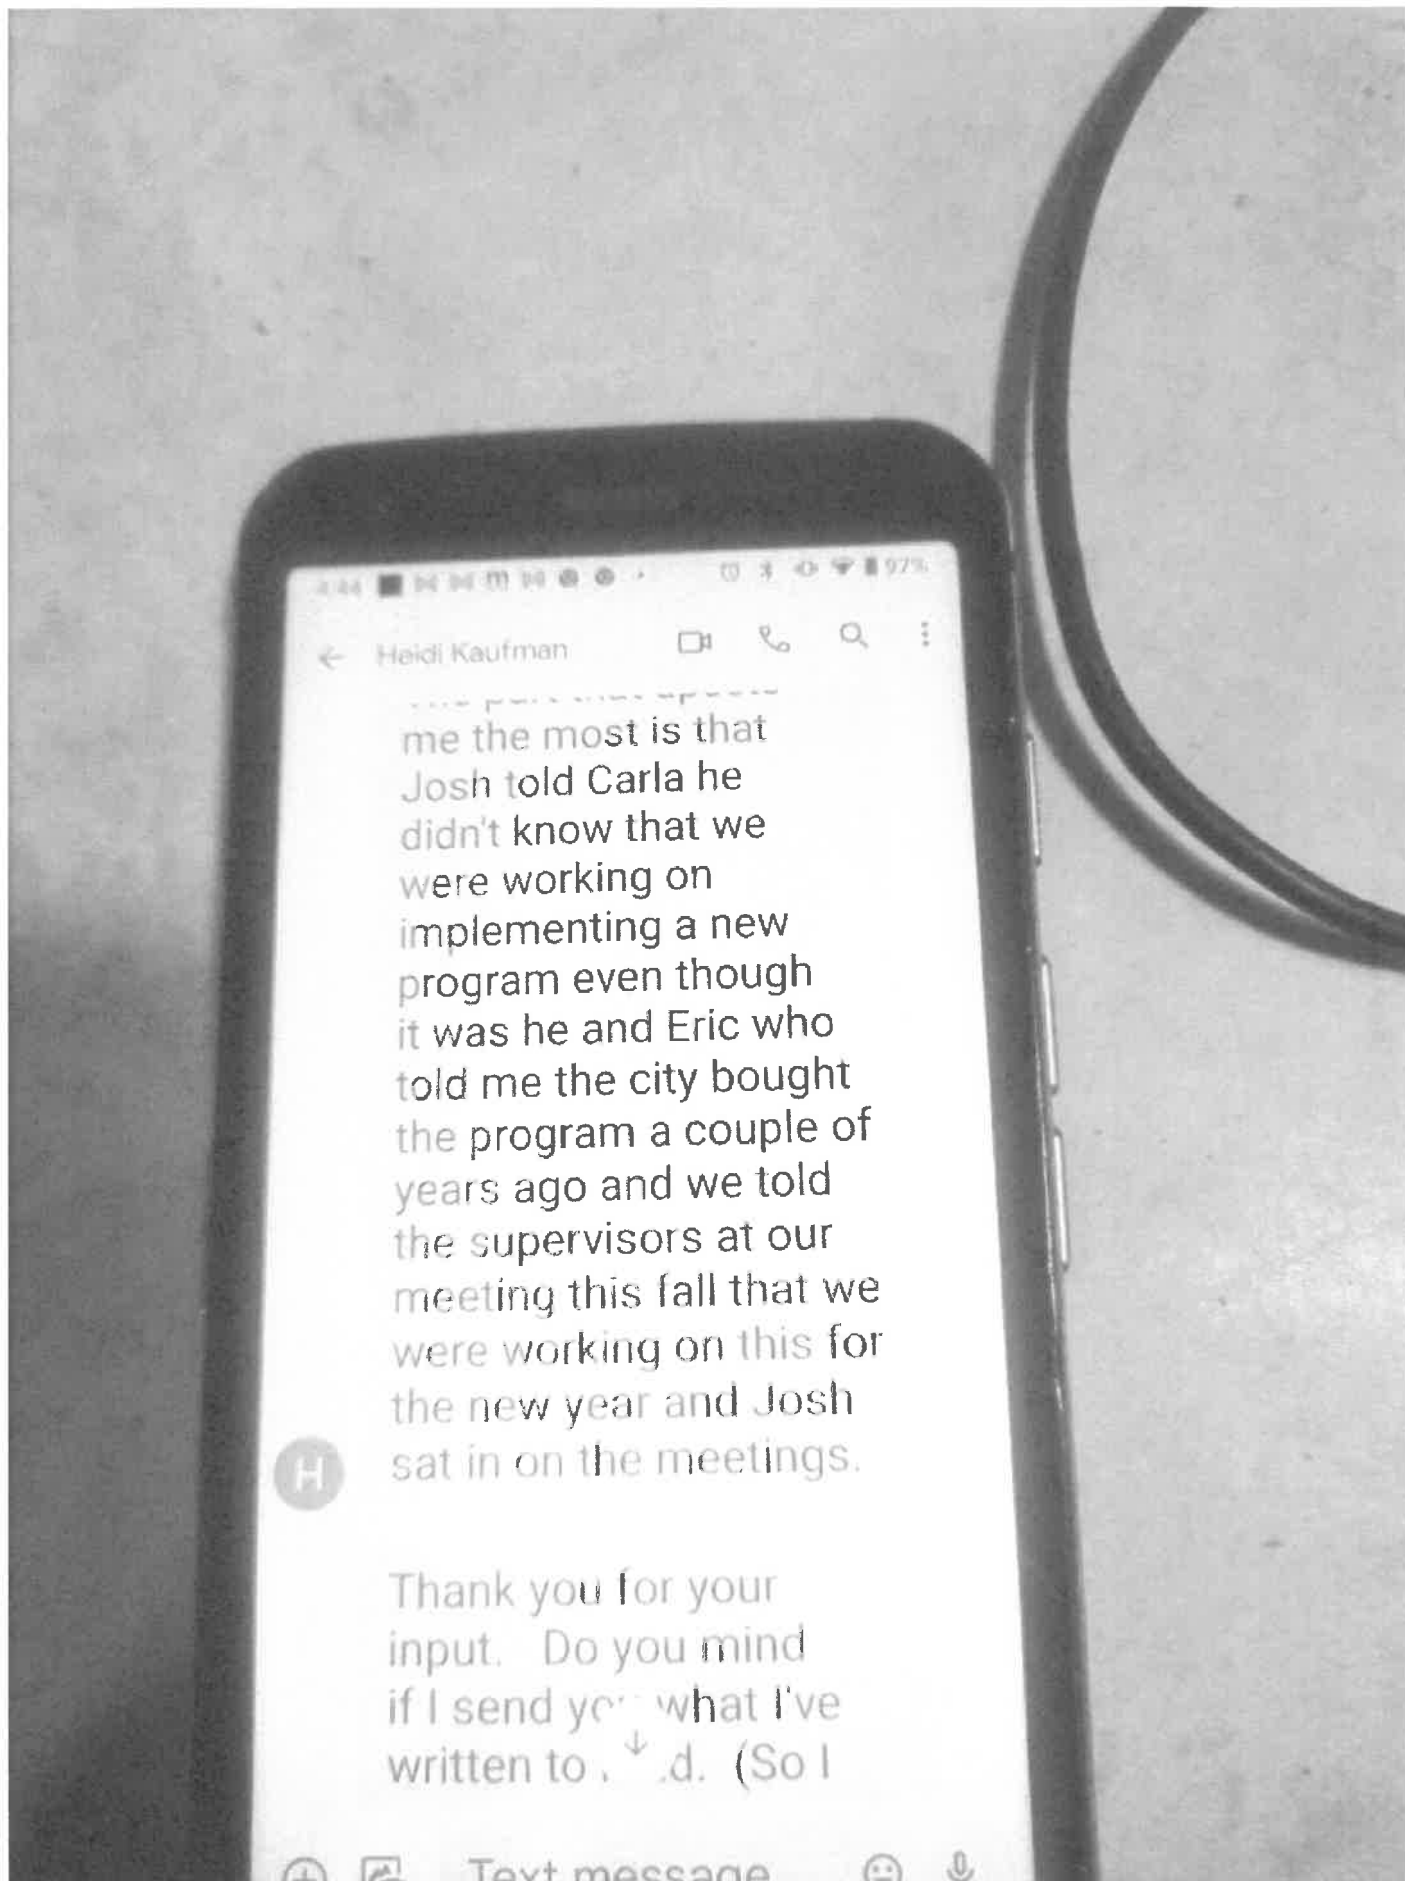 4:44 m 97%
Heidi Kaufman
me the most is that
Josh told Carla he
didn't know that we
were working on
implementing a new
program even though
it was he and Eric who
told me the city bought
the program a couple of
years ago and we told
the supervisors at our
meeting this fall that we
were working on this for
the new year and Josh
sat in on the meetings.
H
Thank you for your
input. Do you mind
if I send what I've
written to (So I
Text message